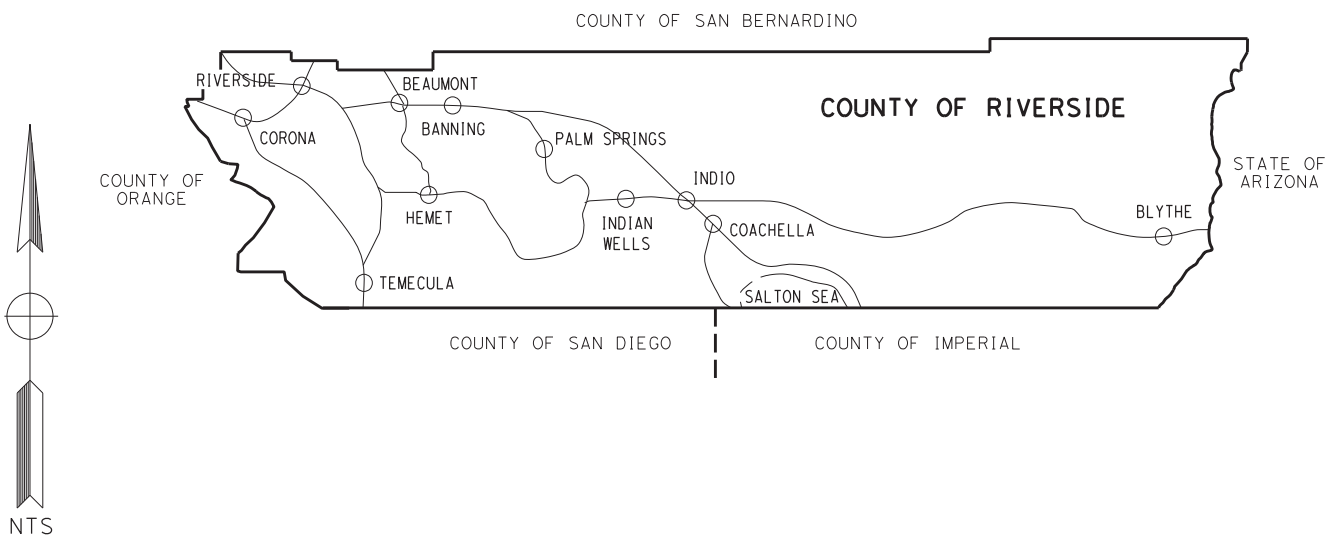 COUNTY OF SAN BERNARDINO
RIVERSIDE
BEAUMONT
COUNTY OF RIVERSIDE
BANNING
CORONA
PALM SPRINGS
STATE OF
ARIZONA
COUNTY OF
ORANGE
INDIO
HEMET
INDIAN
WELLS
COACHELLA
BLYTHE
TEMECULA
SALTON SEA
COUNTY OF SAN DIEGO
COUNTY OF IMPERIAL
NTS